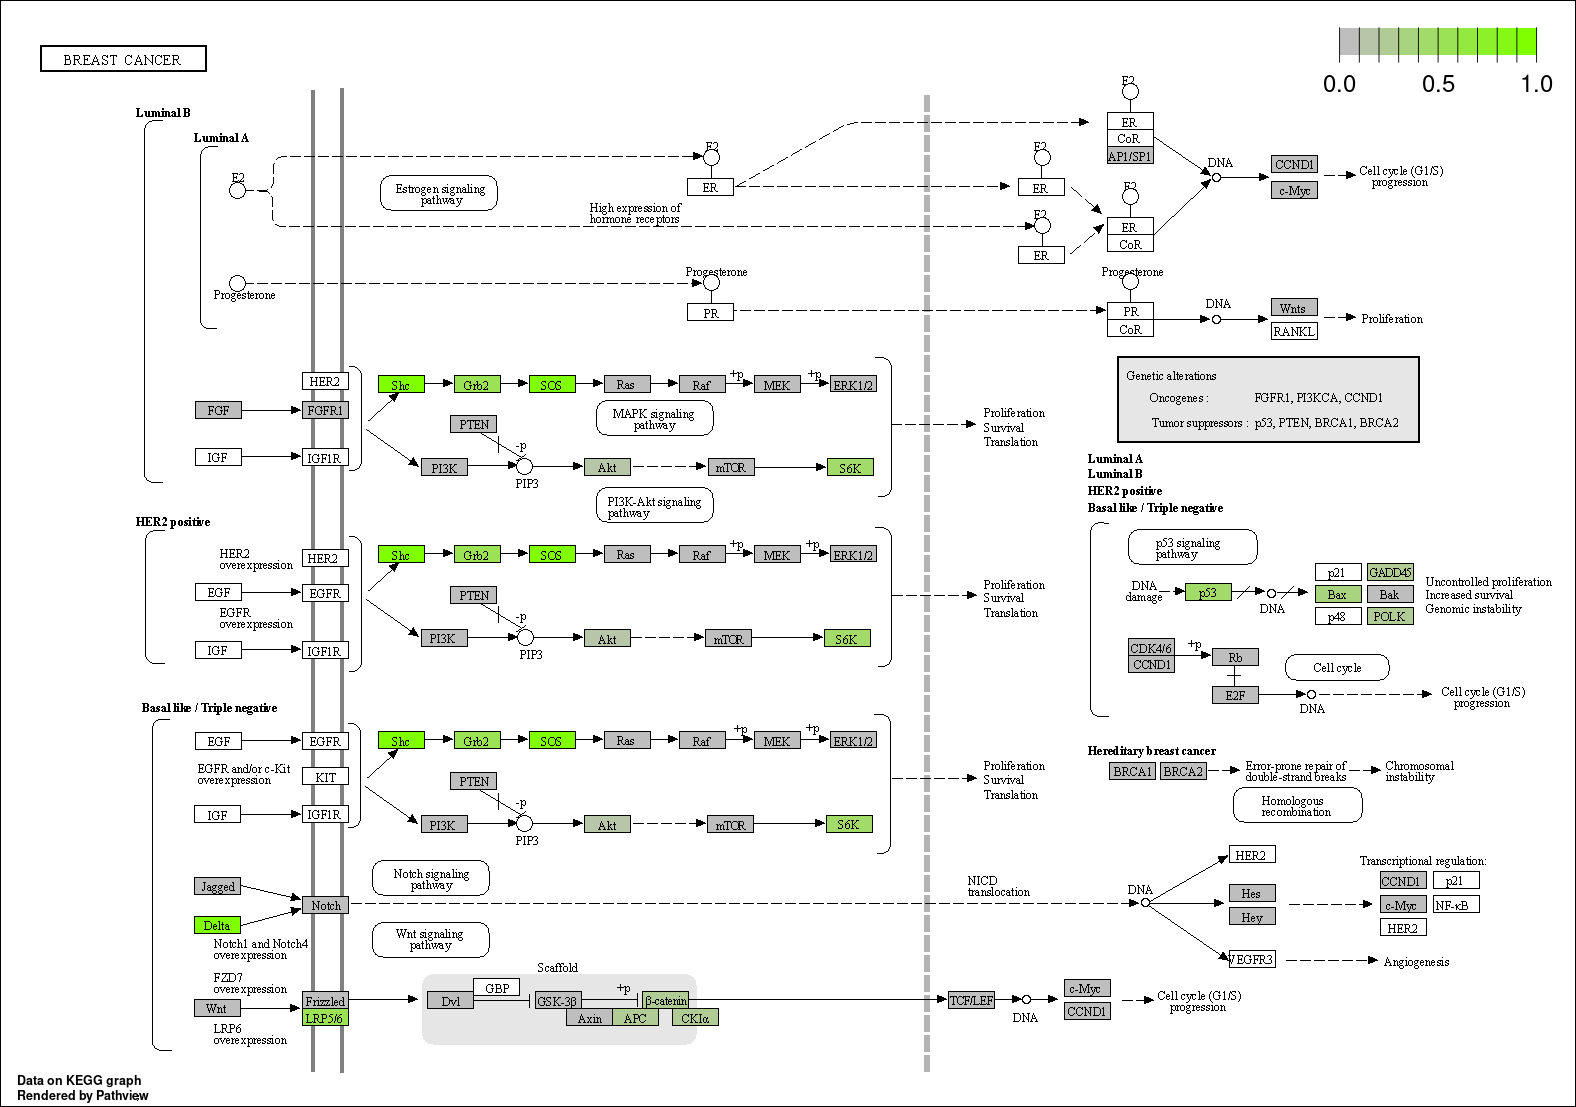 BREAST CANCER
0.0 0.5 1.0
Luminal B
Luminal A
E2
E2
ER
Estrogen signaling
pathway
High expression of
hormone receptors
E2
ER
CoR
AP1/SP1
E2
ER
E2
ER
CoR
E2
ER
DNA
CCND1
c-Myc
Cell cycle (G1/S)
progression
Progesterone
Progesterone
PR
Progesterone
PR
CoR
DNA
Wnts
RANKL
Proliferation
HER2
FGF
FGFR1
IGF
IGF1R
Shc
Grb2
SOS
Ras
Raf
+p
MEK
+p
ERK1/2
MAPK signaling
pathway
PTEN
-p
PI3K
PIP3
Akt
mTOR
S6K
PI3K-Akt signaling
pathway
Proliferation
Survival
Translation
Genetic alterations
Oncogenes : FGFR1, PI3KCA, CCND1
Tumor suppressors : p53, PTEN, BRCA1, BRCA2
HER2 positive
HER2
overexpression
HER2
EGF
EGFR
EGFR
overexpression
IGF
IGF1R
Shc
Grb2
SOS
Ras
Raf
+p
MEK
+p
ERK1/2
PTEN
-p
PI3K
PIP3
Akt
mTOR
S6K
Proliferation
Survival
Translation
Luminal A
Luminal B
HER2 positive
Basal like / Triple negative
p53 signaling
pathway
DNA
damage
p53
DNA
p21
GADD45
Bax
Bak
p48
POLK
Uncontrolled proliferation
Increased survival
Genomic instability
CDK4/6
CCND1
+p
Rb
E2F
Cell cycle
DNA
Cell cycle (G1/S)
progression
Basal like / Triple negative
EGF
EGFR
EGFR and/or c-Kit
overexpression
KIT
IGF
IGF1R
Shc
Grb2
SOS
Ras
Raf
+p
MEK
+p
ERK1/2
PTEN
-p
PI3K
PIP3
Akt
mTOR
S6K
Proliferation
Survival
Translation
Hereditary breast cancer
BRCA1
BRCA2
Error-prone repair of
double-strand breaks
Chromosomal
instability
Homologous
recombination
Jagged
Delta
Notch
Notch1 and Notch4
overexpression
Notch signaling
pathway
NICD
translocation
DNA
HER2
Hes
Hey
VEGFR3
Transcriptional regulation:
CCND1
p21
c-Myc
NF-κB
HER2
Angiogenesis
Wnt signaling
pathway
FZD7
overexpression
Wnt
Frizzled
LRP5/6
LRP6
overexpression
Scaffold
Dvl
GBP
GSK-3β
+p
β-catenin
Axin
APC
CKIα
TCF/LEF
DNA
c-Myc
CCND1
Cell cycle (G1/S)
progression
Data on KEGG graph
Rendered by Pathview